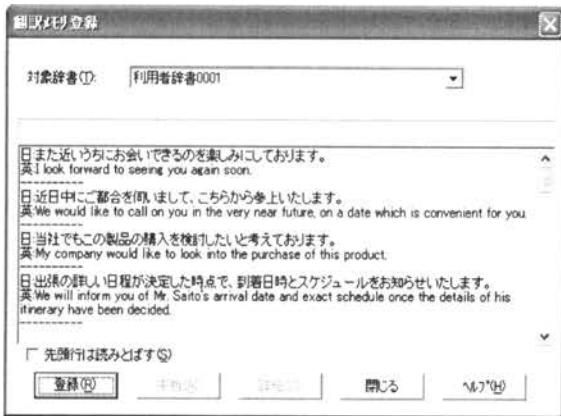 翻訳メモリ登録
対象辞書(T):
利用者辞書0001
日:また近いうちにお会いできるのを楽しみにしております。
英:I look forward to seeing you again soon.
----------
日:近日中にご都合を伺いまして、こちらから参上いたします。
英:We would like to call on you in the very near future, on a date which is convenient for you.
----------
日:当社でもこの製品の購入を検討したいと考えております。
英:My company would like to look into the purchase of this product.
----------
日:出張の詳しい日程が決定した時点で、到着日時とスケジュールをお知らせいたします。
英:We will inform you of Mr. Saito's arrival date and exact schedule once the details of his
itinerary have been decided.
----------
先頭行は読みとばす(S)
登録(R)
閉じる
ヘルプ(H)